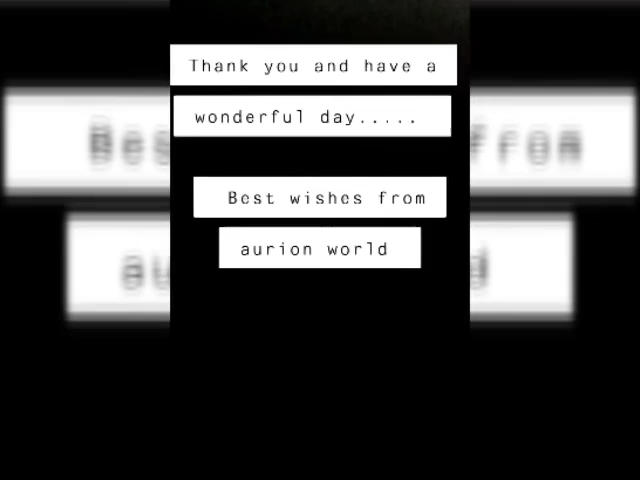 Thank you and have a
wonderful day.....
Best wishes from
aurion world